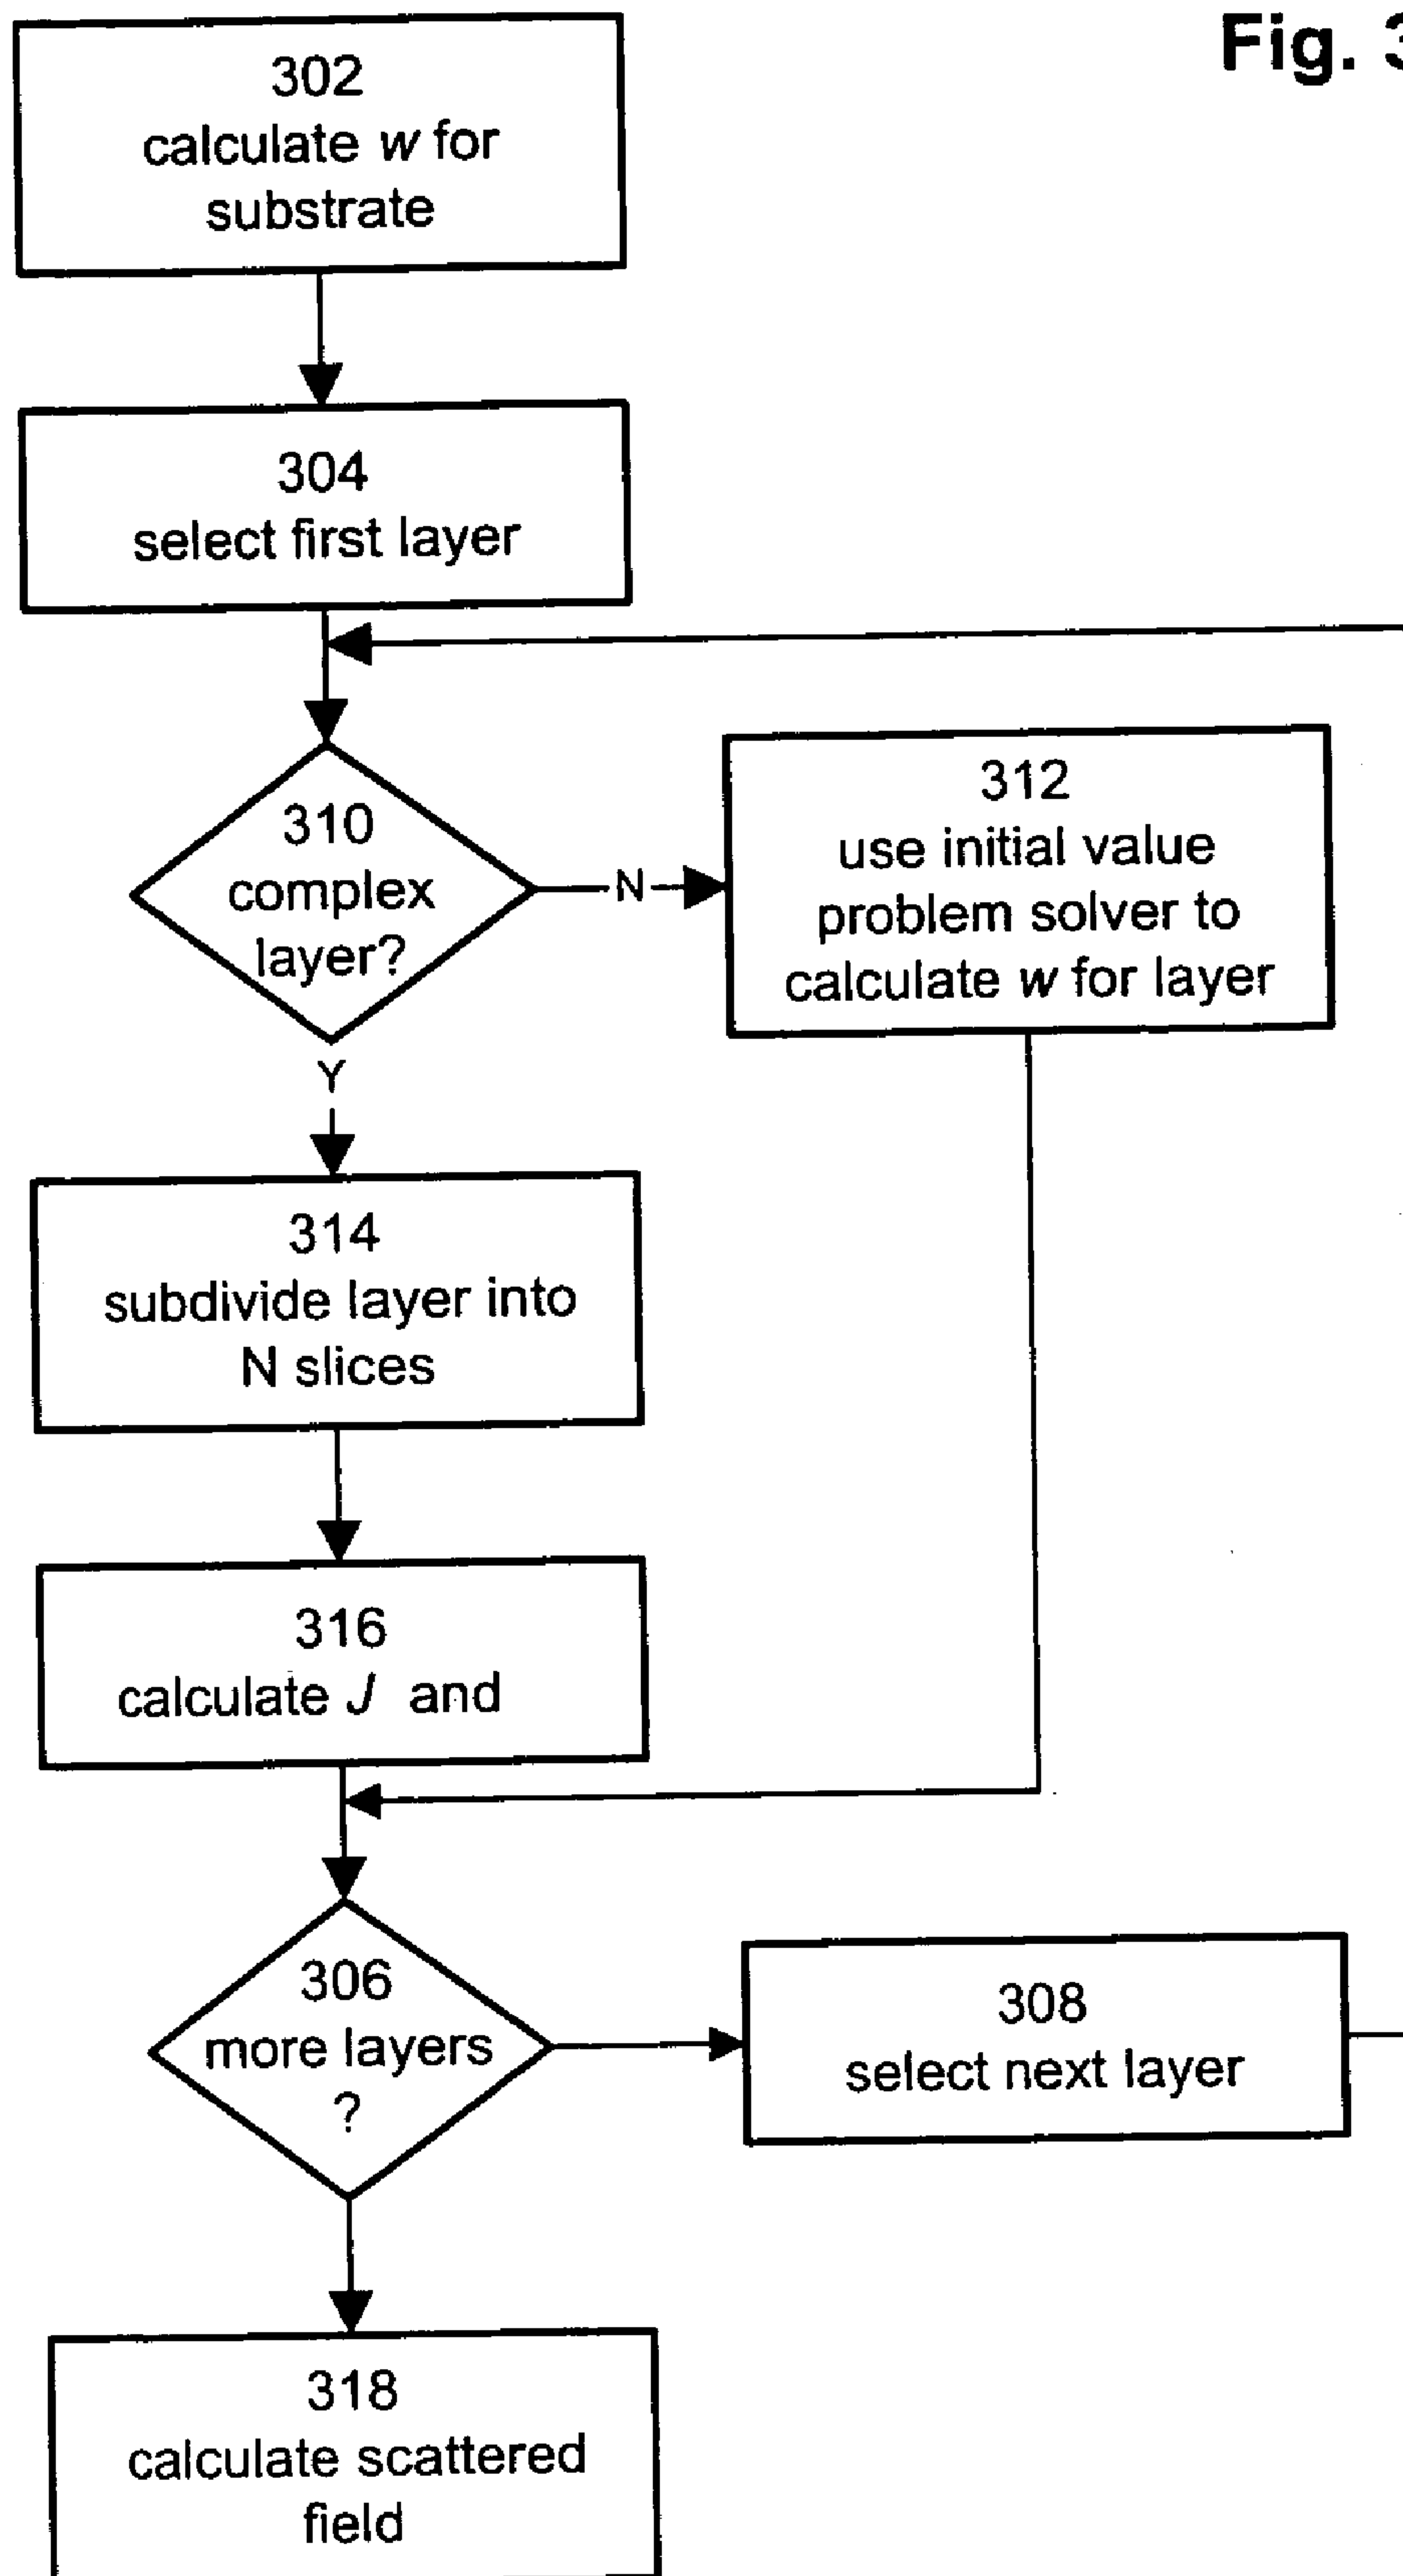 Fig. 3
302
calculate w for
substrate
304
select first layer
310
complex
layer?
N
312
use initial value
problem solver to
calculate w for layer
Y
314
subdivide layer into
N slices
316
calculate J and
306
more layers
?
308
select next layer
318
calculate scattered
field